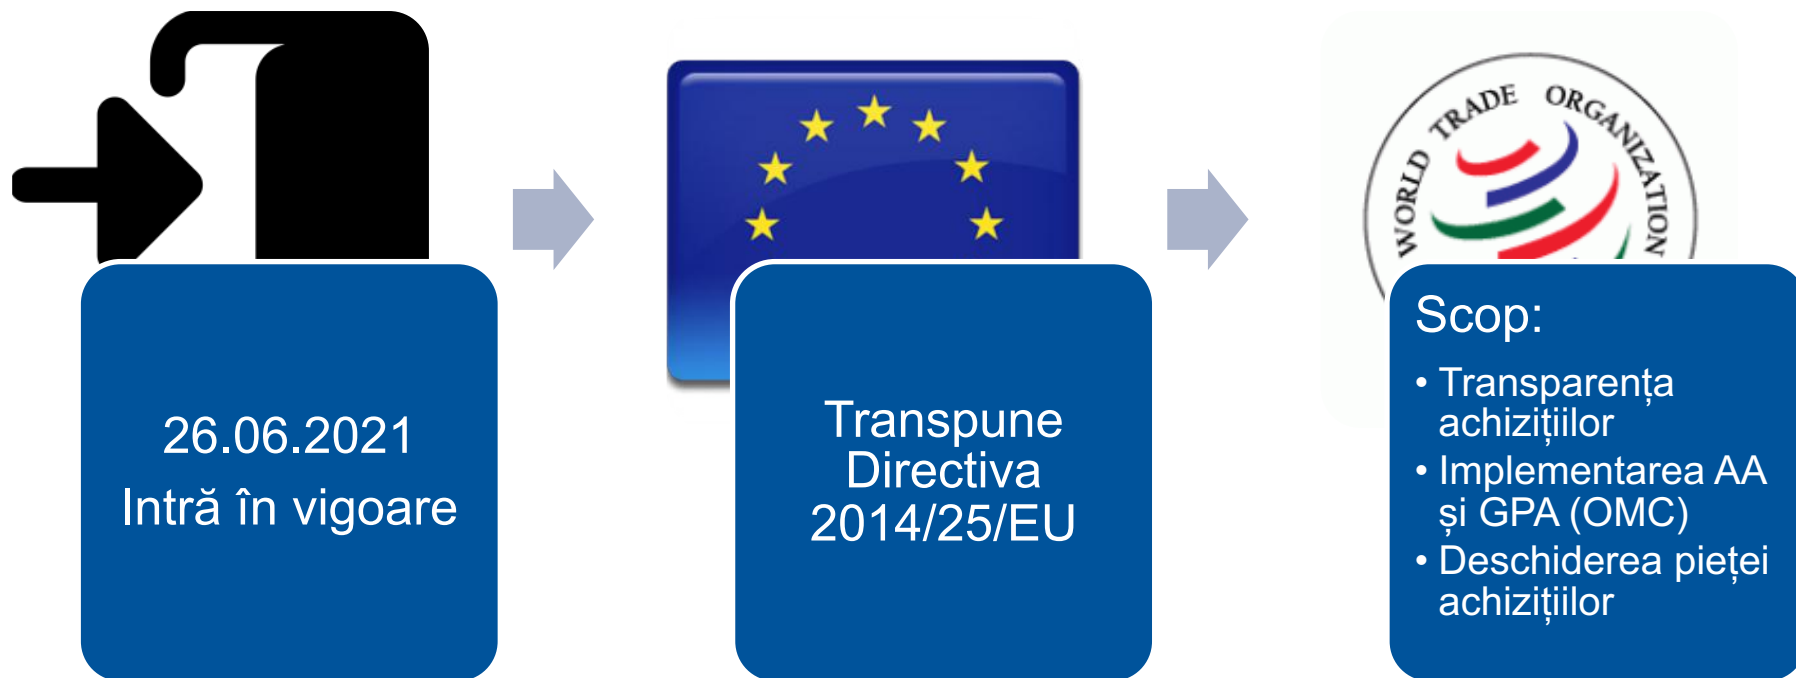 26.06.2021
Intră în vigoare
Transpune
Directiva
2014/25/EU
WORLD TRADE ORGANIZATION
Scop:
• Transparența
achizițiilor
• Implementarea AA
și GPA (OMC)
• Deschiderea pieței
achizițiilor